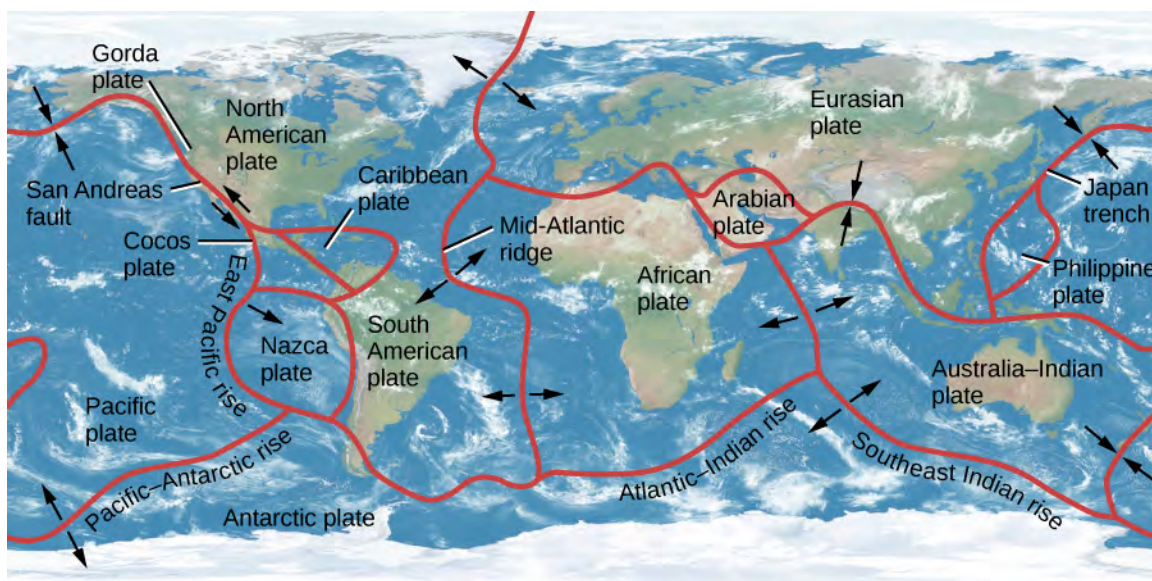 Gorda
plate
North
American
plate
San Andreas
fault
Cocos
plate
Caribbean
plate
Mid-Atlantic
ridge
Eurasian
plate
Arabian
plate
African
plate
Japan
trench
Philippine
plate
East Pacific rise
Nazca
plate
South
American
plate
Pacific
plate
Australia–Indian
plate
Pacific–Antarctic rise
Atlantic–Indian rise
Southeast Indian rise
Antarctic plate